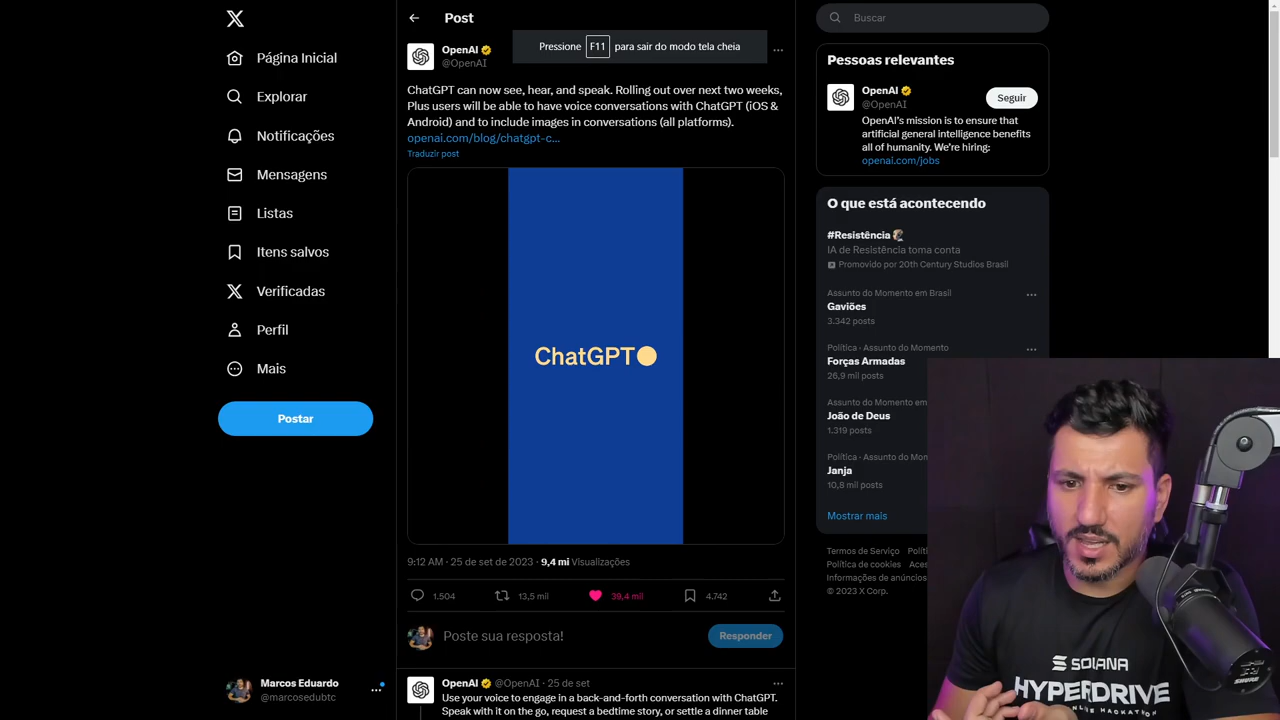 Página Inicial
Explorar
Notificações
Mensagens
Listas
Itens salvos
Verificadas
Perfil
Mais
Postar
Marcos Eduardo
@marcosedubtc
Post
Pressione F11 para sair do modo tela cheia
OpenAI
@OpenAI
ChatGPT can now see, hear, and speak. Rolling out over next two weeks,
Plus users will be able to have voice conversations with ChatGPT (iOS &
Android) and to include images in conversations (all platforms).
openai.com/blog/chatgpt-c...
Traduzir post
ChatGPT
9:12 AM · 25 de set de 2023 · 9,4 mi Visualizações
1.504 13,5 mil 39,4 mil 4.742
Poste sua resposta!
Responder
OpenAI @OpenAI · 25 de set
Use your voice to engage in a back-and-forth conversation with ChatGPT.
Speak with it on the go, request a bedtime story, or settle a dinner table
Buscar
Pessoas relevantes
OpenAI
@OpenAI
Seguir
OpenAI's mission is to ensure that
artificial general intelligence benefits
all of humanity. We're hiring:
openai.com/jobs
O que está acontecendo
#Resistência
IA de Resistência toma conta
Promovido por 20th Century Studios Brasil
Assunto do Momento em Brasil
Gaviões
3.342 posts
Política · Assunto do Momento
Forças Armadas
26,9 mil posts
Assunto do Momento em
João de Deus
1.319 posts
Política · Assunto do Mom
Janja
10,8 mil posts
Mostrar mais
Termos de Serviço Políti
Política de cookies Aces
Informações de anúncios
© 2023 X Corp.
SOLANA
HYPERDRIVE
ONLINE HACKATHON
SHURE